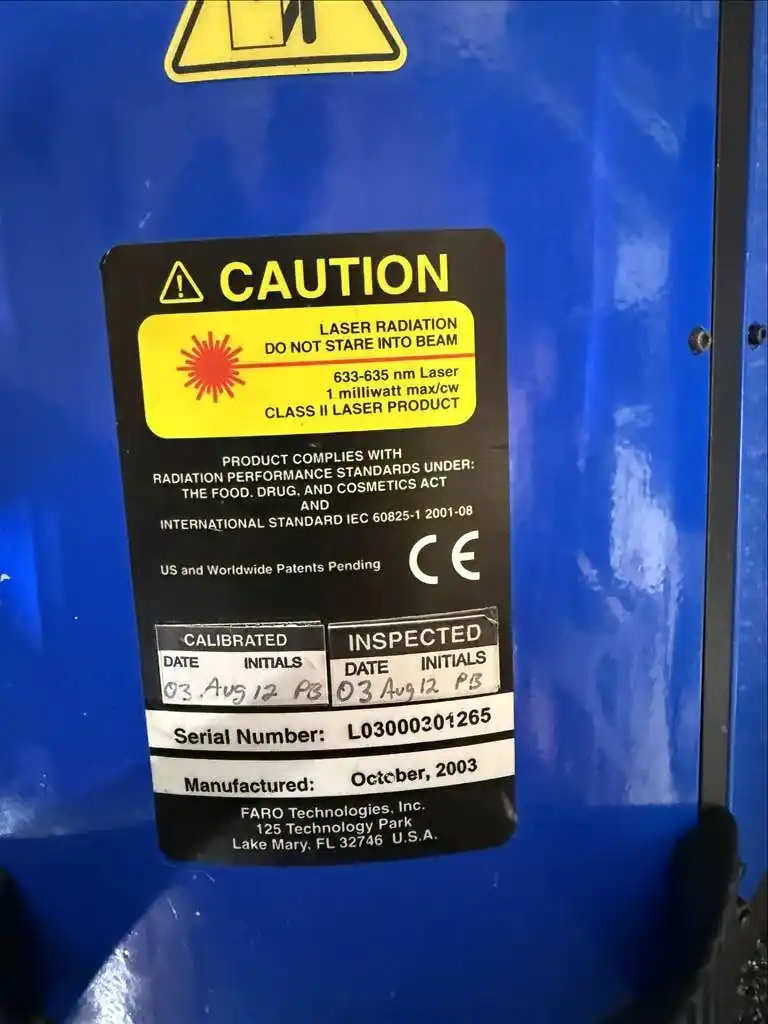 CAUTION
LASER RADIATION
DO NOT STARE INTO BEAM
633-635 nm Laser
1 milliwatt max/cw
CLASS II LASER PRODUCT
PRODUCT COMPLIES WITH
RADIATION PERFORMANCE STANDARDS UNDER:
THE FOOD, DRUG, AND COSMETICS ACT
AND
INTERNATIONAL STANDARD IEC 60825-1 2001-08
US and Worldwide Patents Pending CE
CALIBRATED
DATE INITIALS
03 Aug 12 PB
INSPECTED
DATE INITIALS
03 Aug 12 PB
Serial Number: L03000301265
Manufactured: October, 2003
FARO Technologies, Inc.
125 Technology Park
Lake Mary, FL 32746 U.S.A.